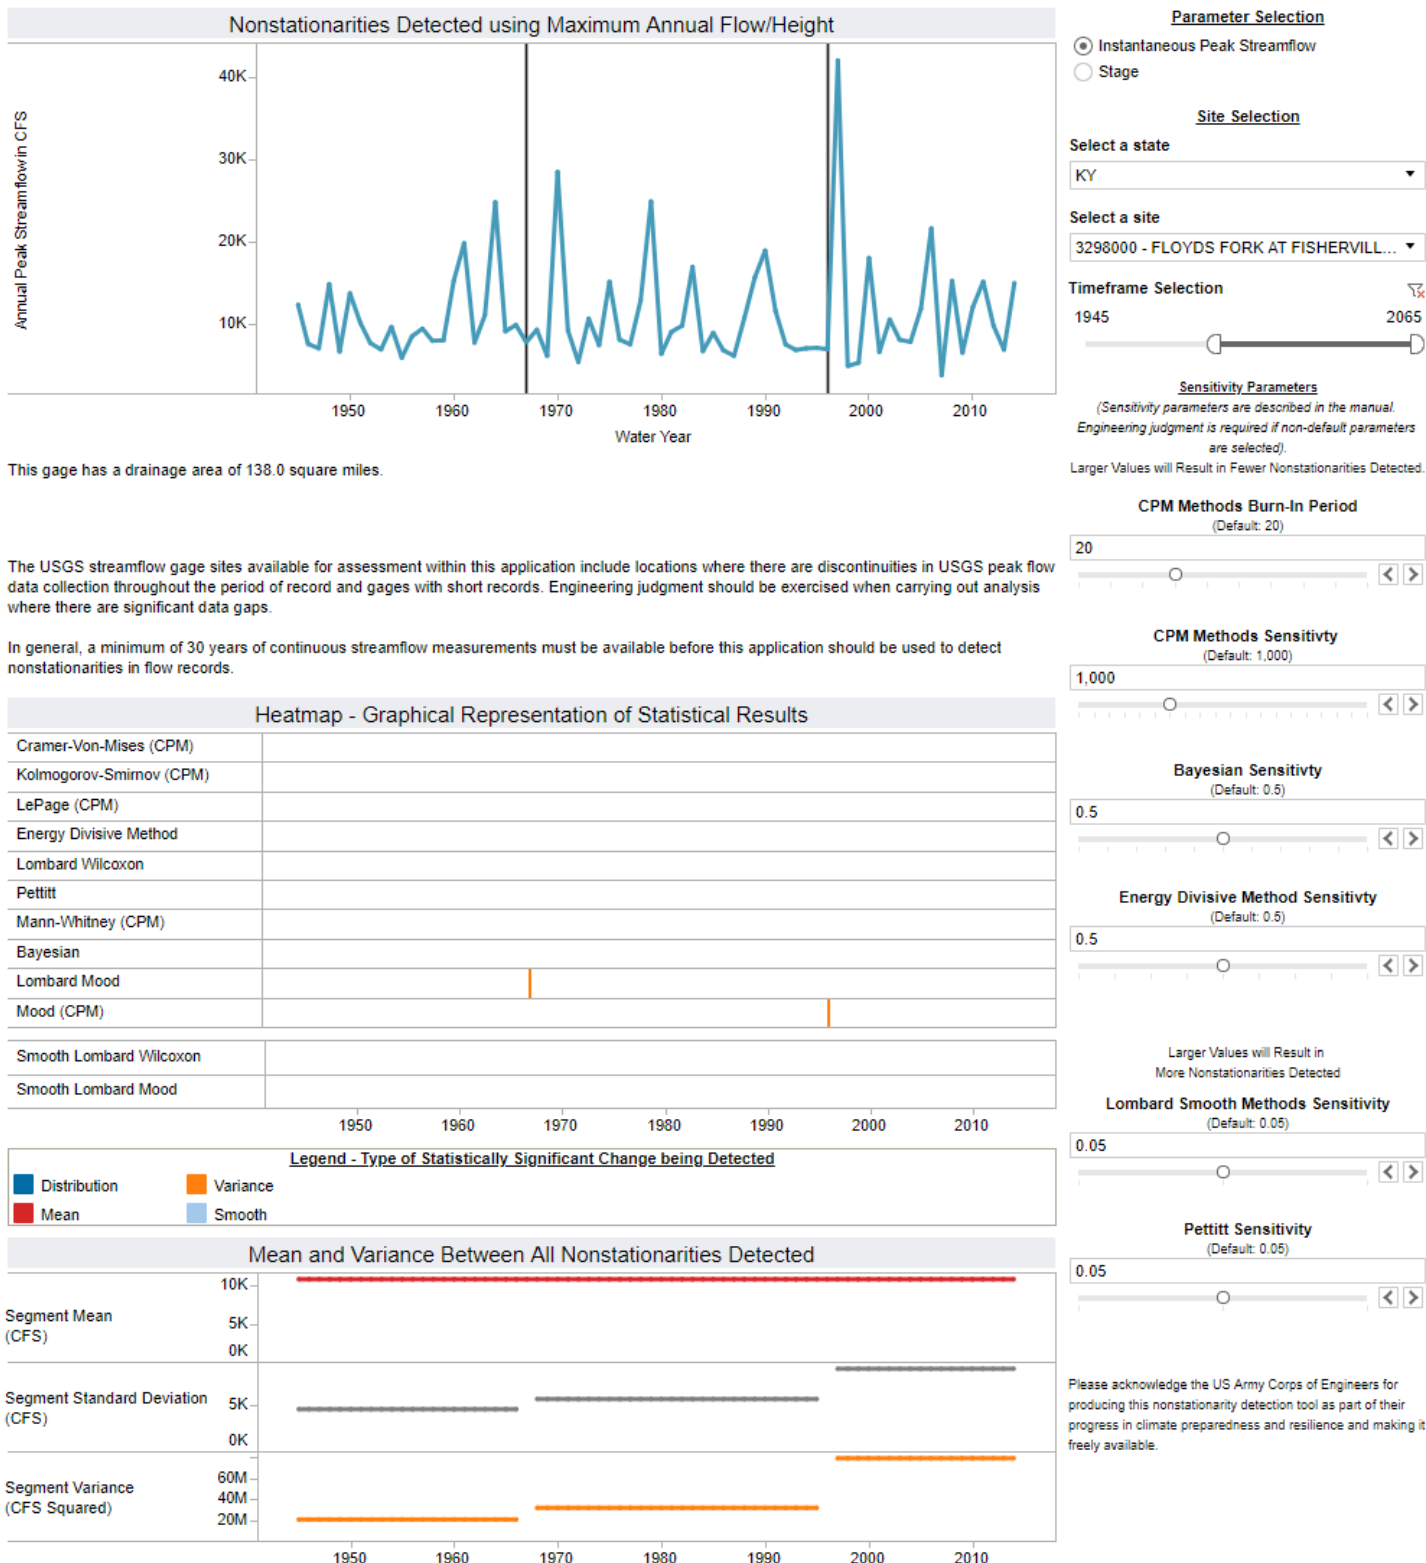 Nonstationarities Detected using Maximum Annual Flow/Height
Annual Peak Streamflow in CFS
40K
30K
20K
10K
1950
1960
1970
1980
1990
2000
2010
Water Year
This gage has a drainage area of 138.0 square miles.
The USGS streamflow gage sites available for assessment within this application include locations where there are discontinuities in USGS peak flow
data collection throughout the period of record and gages with short records. Engineering judgment should be exercised when carrying out analysis
where there are significant data gaps.
In general, a minimum of 30 years of continuous streamflow measurements must be available before this application should be used to detect
nonstationarities in flow records.
Heatmap - Graphical Representation of Statistical Results
Cramer-Von-Mises (CPM)
Kolmogorov-Smirnov (CPM)
LePage (CPM)
Energy Divisive Method
Lombard Wilcoxon
Pettitt
Mann-Whitney (CPM)
Bayesian
Lombard Mood
Mood (CPM)
Smooth Lombard Wilcoxon
Smooth Lombard Mood
1950
1960
1970
1980
1990
2000
2010
Legend - Type of Statistically Significant Change being Detected
Distribution
Variance
Mean
Smooth
Mean and Variance Between All Nonstationarities Detected
Segment Mean
(CFS)
10K
5K
0K
Segment Standard Deviation
(CFS)
5K
0K
Segment Variance
(CFS Squared)
60M
40M
20M
1950
1960
1970
1980
1990
2000
2010
Parameter Selection
Instantaneous Peak Streamflow
Stage
Site Selection
Select a state
KY
Select a site
3298000 - FLOYDS FORK AT FISHERVILL...
Timeframe Selection
1945
2065
Sensitivity Parameters
(Sensitivity parameters are described in the manual.
Engineering judgment is required if non-default parameters
are selected).
Larger Values will Result in Fewer Nonstationarities Detected.
CPM Methods Burn-In Period
(Default: 20)
20
CPM Methods Sensitivty
(Default: 1,000)
1,000
Bayesian Sensitivty
(Default: 0.5)
0.5
Energy Divisive Method Sensitivty
(Default: 0.5)
0.5
Larger Values will Result in
More Nonstationarities Detected
Lombard Smooth Methods Sensitivity
(Default: 0.05)
0.05
Pettitt Sensitivity
(Default: 0.05)
0.05
Please acknowledge the US Army Corps of Engineers for
producing this nonstationarity detection tool as part of their
progress in climate preparedness and resilience and making it
freely available.